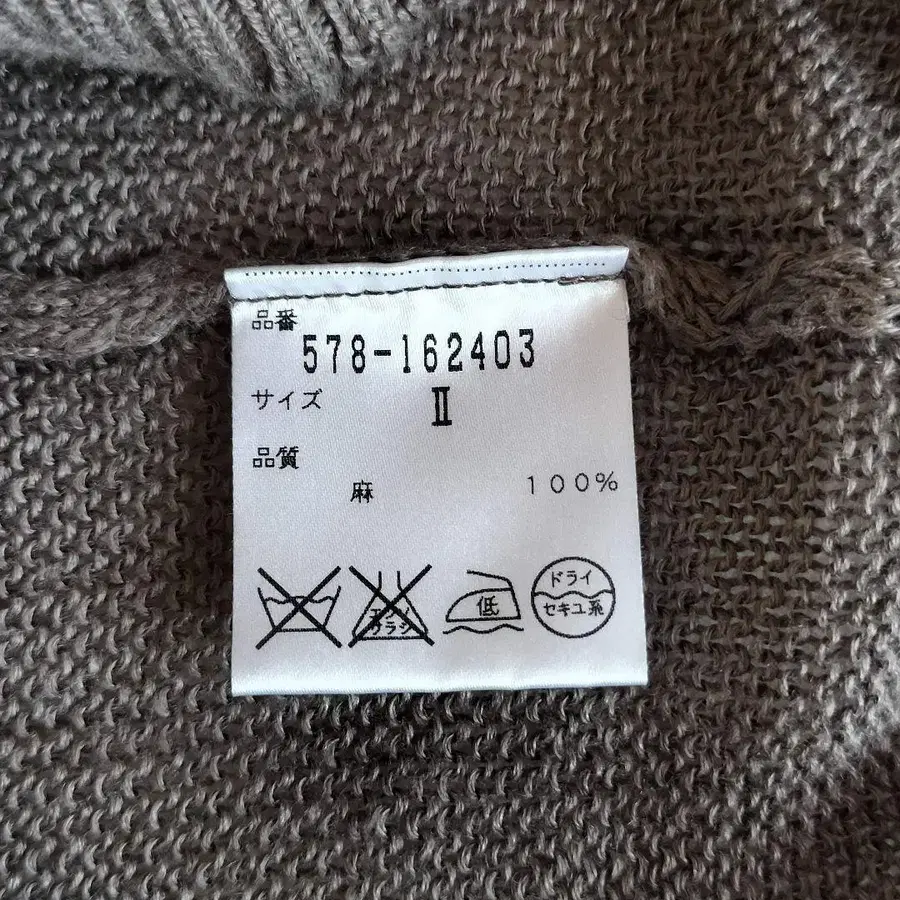 品番
578-162403
サイズ
Ⅱ
品質
麻 100%
エンソ
サラシ
低
ドライ
セキユ系